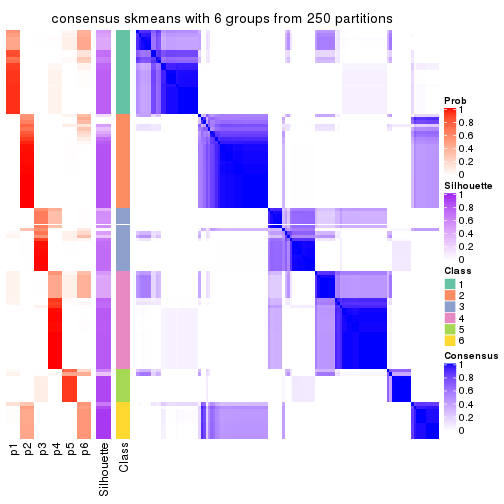 consensus skmeans with 6 groups from 250 partitions
Prob
1
0.8
0.6
0.4
0.2
0
Silhouette
1
0.8
0.6
0.4
0.2
0
Class
1
2
3
4
5
6
Consensus
1
0.8
0.6
0.4
0.2
0
p1
p2
p3
p4
p5
p6
Silhouette
Class